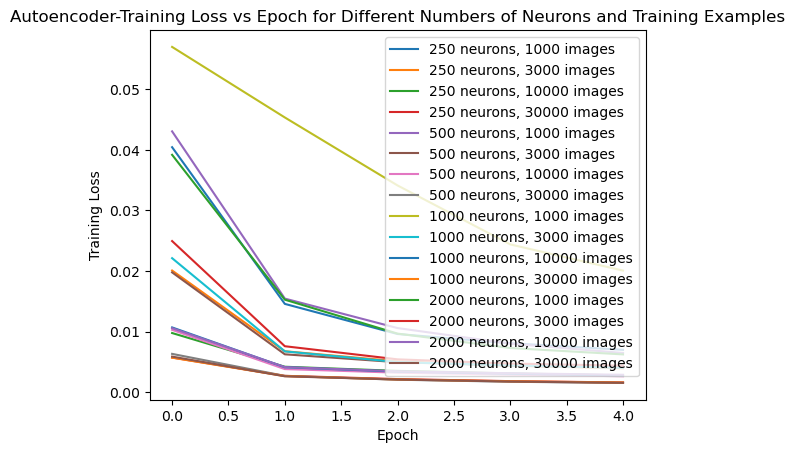 Autoencoder-Training Loss vs Epoch for Different Numbers of Neurons and Training Examples
Training Loss
0.05
0.04
0.03
0.02
0.01
0.00
250 neurons, 1000 images
250 neurons, 3000 images
250 neurons, 10000 images
250 neurons, 30000 images
500 neurons, 1000 images
500 neurons, 3000 images
500 neurons, 10000 images
500 neurons, 30000 images
1000 neurons, 1000 images
1000 neurons, 3000 images
1000 neurons, 10000 images
1000 neurons, 30000 images
2000 neurons, 1000 images
2000 neurons, 3000 images
2000 neurons, 10000 images
2000 neurons, 30000 images
0.0 0.5 1.0 1.5 2.0 2.5 3.0 3.5 4.0
Epoch